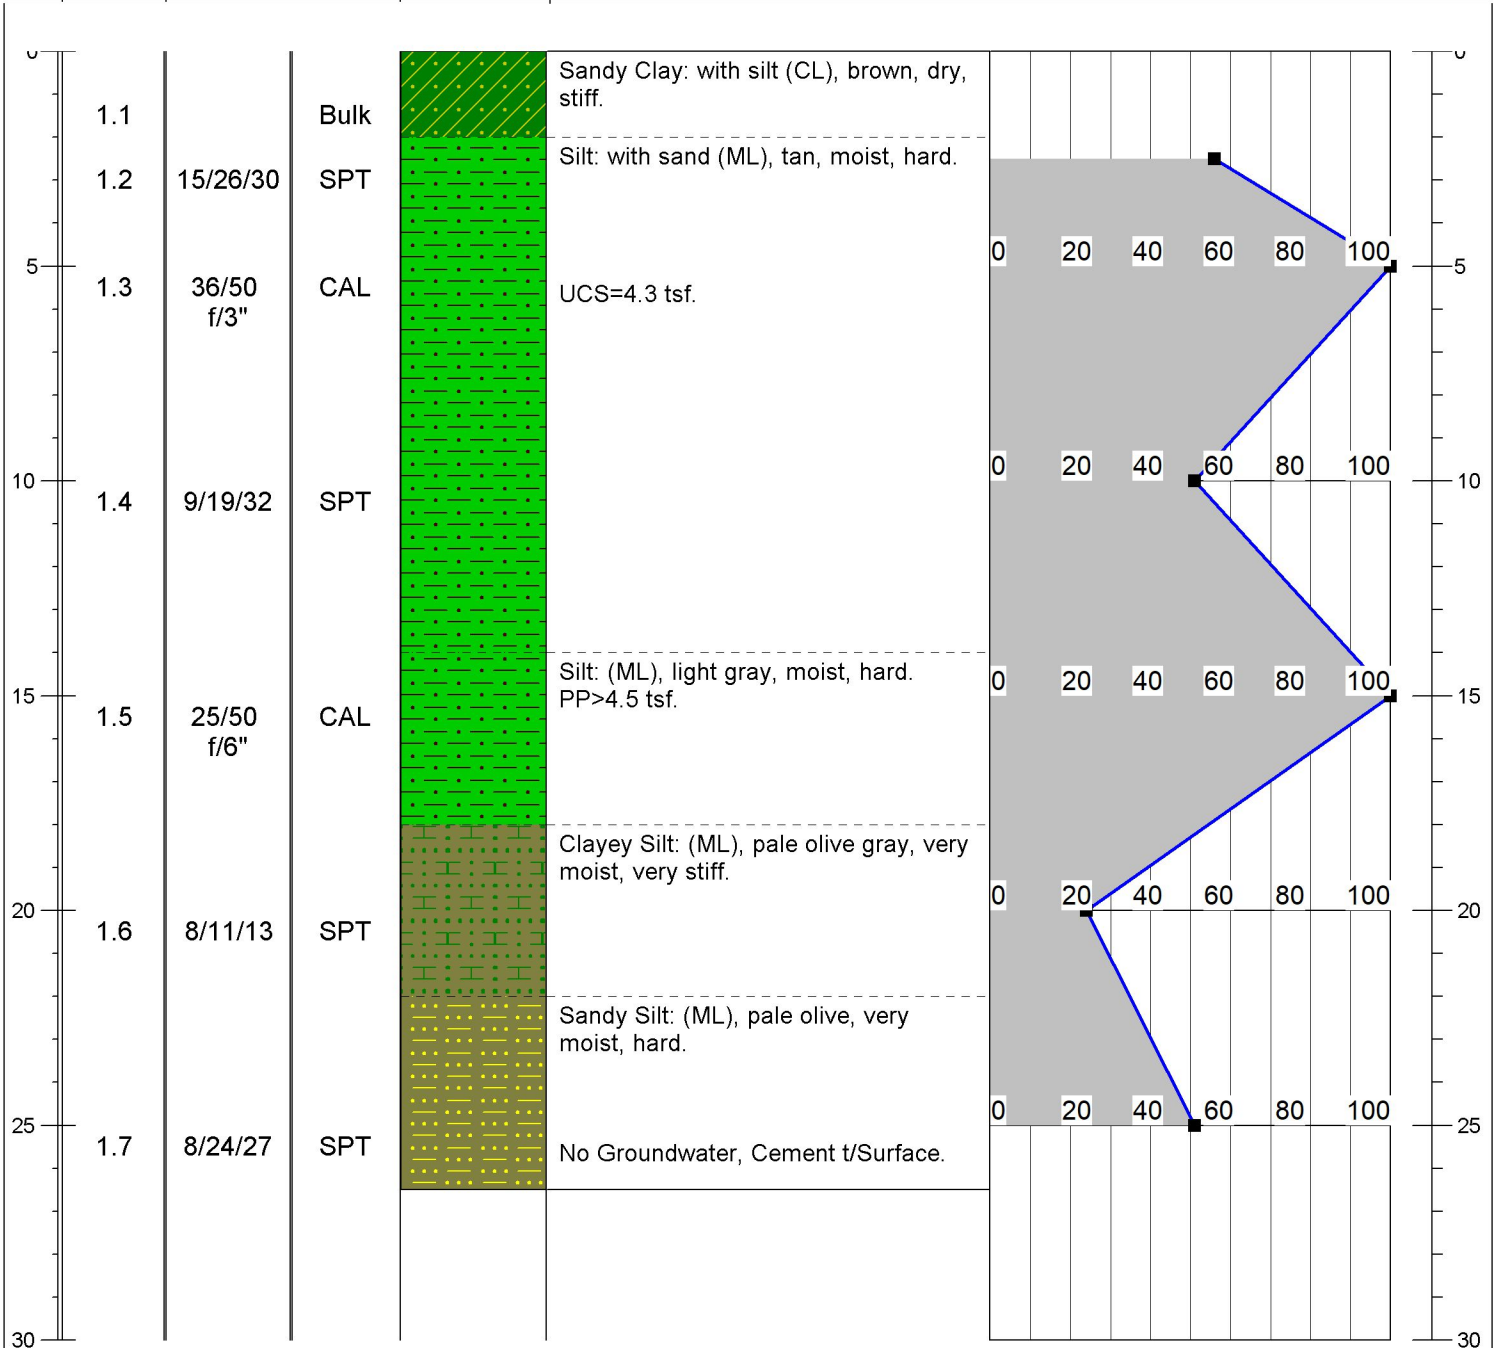 0
0
Sandy Clay: with silt (CL), brown, dry,
stiff.
1.1 Bulk
Silt: with sand (ML), tan, moist, hard.
1.2 15/26/30 SPT
0 20 40 60 80 100
5 5
1.3 36/50 CAL UCS=4.3 tsf.
f/3"
0 20 40 60 80 100
10 10
1.4 9/19/32 SPT
Silt: (ML), light gray, moist, hard.
0 20 40 60 80 100
PP>4.5 tsf.
15 15
1.5 25/50 CAL
f/6"
Clayey Silt: (ML), pale olive gray, very
moist, very stiff.
0 20 40 60 80 100
20 20
1.6 8/11/13 SPT
Sandy Silt: (ML), pale olive, very
moist, hard.
0 20 40 60 80 100
25 25
1.7 8/24/27 SPT No Groundwater, Cement t/Surface.
30 30